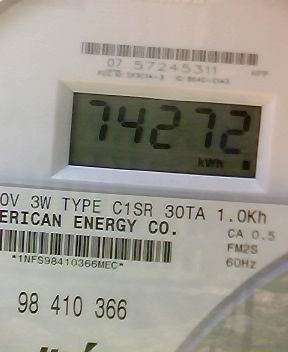 07 57245311
74272
kWh
0V 3W TYPE C1SR 30TA 1.0Kh
ERICAN ENERGY CO.
CA 0.5
FM2S
*1NFS98410366MEC*
60Hz
98 410 366